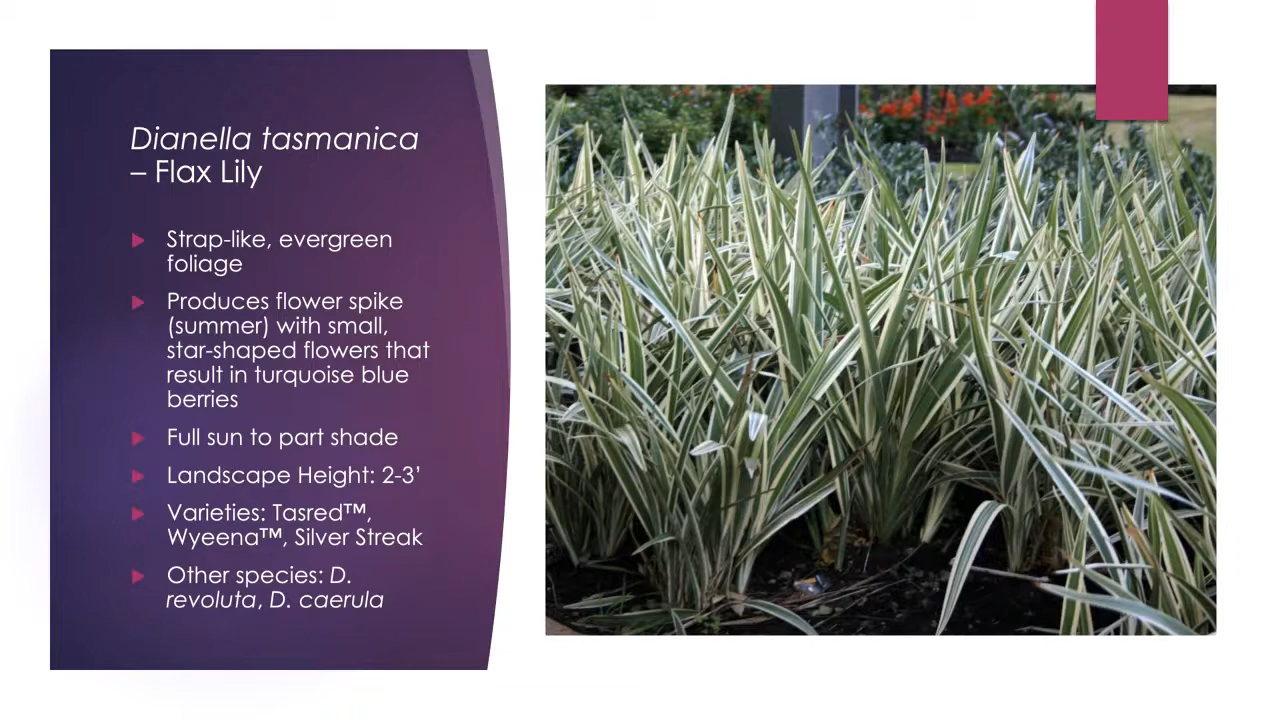 Dianella tasmanica
– Flax Lily
Strap-like, evergreen
foliage
Produces flower spike
(summer) with small,
star-shaped flowers that
result in turquoise blue
berries
Full sun to part shade
Landscape Height: 2-3’
Varieties: Tasred™,
Wyeena™, Silver Streak
Other species: D.
revoluta, D. caerula